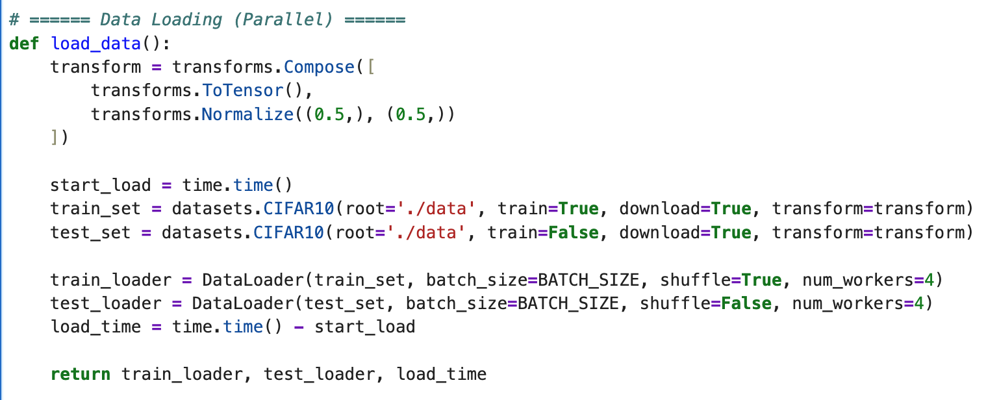 # ====== Data Loading (Parallel) ======
def load_data():
    transform = transforms.Compose([
        transforms.ToTensor(),
        transforms.Normalize((0.5,), (0.5,))
    ])
    start_load = time.time()
    train_set = datasets.CIFAR10(root='./data', train=True, download=True, transform=transform)
    test_set = datasets.CIFAR10(root='./data', train=False, download=True, transform=transform)
    train_loader = DataLoader(train_set, batch_size=BATCH_SIZE, shuffle=True, num_workers=4)
    test_loader = DataLoader(test_set, batch_size=BATCH_SIZE, shuffle=False, num_workers=4)
    load_time = time.time() - start_load
    return train_loader, test_loader, load_time